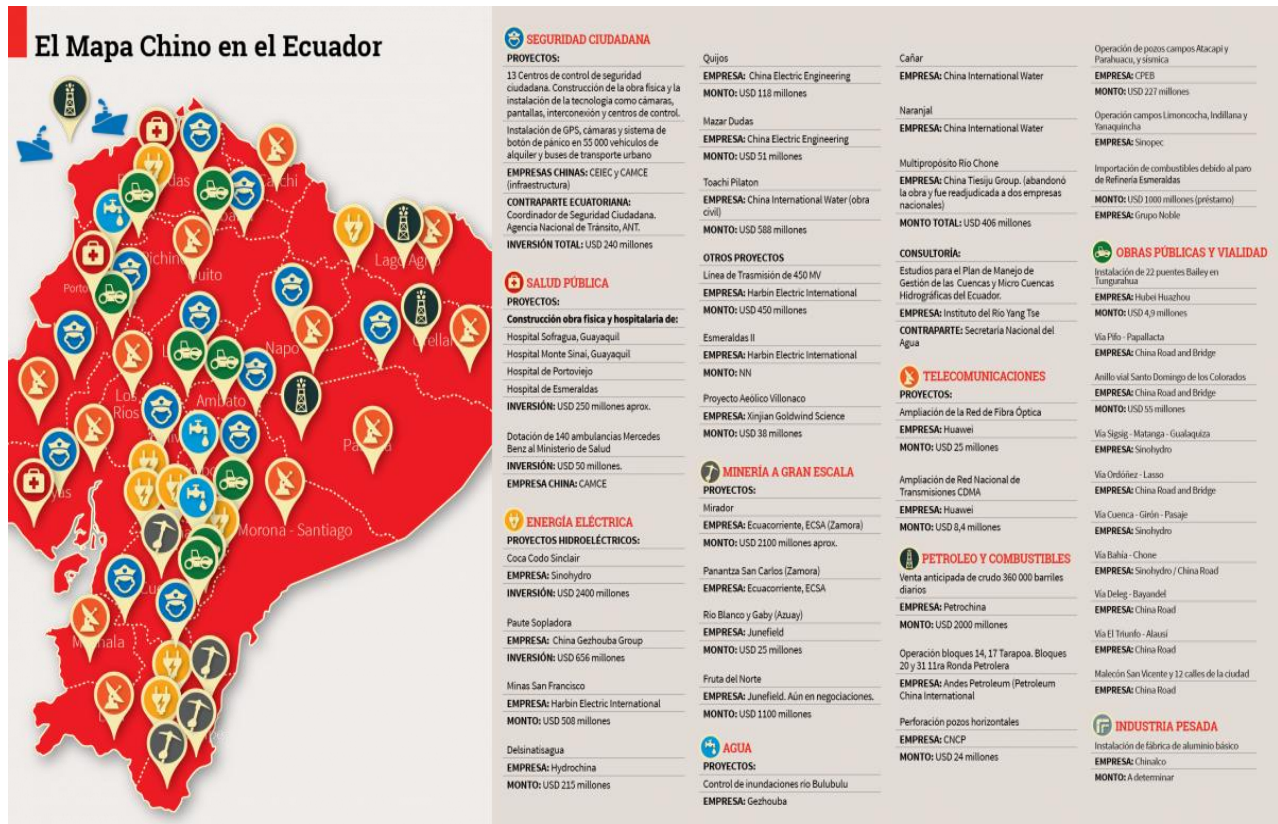 El Mapa Chino en el Ecuador
Quito
Lago
Napo
Los
Ríos
Ambato
Morona - Santiago
SEGURIDAD CIUDADANA
PROYECTOS:
13 Centros de control de seguridad
ciudadana. Construcción de la obra física y la
instalación de la tecnología como cámaras,
pantallas, interconexión y centros de control.
Instalación de GPS, cámaras y sistema de
botón de pánico en 55 000 vehículos de
alquiler y buses de transporte urbano
EMPRESAS CHINAS: CEIEC y CAMCE
(infraestructura)
CONTRAPARTE ECUATORIANA:
Coordinador de Seguridad Ciudadana.
Agencia Nacional de Tránsito, ANT.
INVERSIÓN TOTAL: USD 240 millones
SALUD PÚBLICA
PROYECTOS:
Construcción obra física y hospitalaria de:
Hospital Sofragua, Guayaquil
Hospital Monte Sinai, Guayaquil
Hospital de Portoviejo
Hospital de Esmeraldas
INVERSIÓN: USD 250 millones aprox.
Dotación de 140 ambulancias Mercedes
Benz al Ministerio de Salud
INVERSIÓN: USD 50 millones.
EMPRESA CHINA: CAMCE
ENERGÍA ELÉCTRICA
PROYECTOS HIDROELÉCTRICOS:
Coca Codo Sinclair
EMPRESA: Sinohydro
INVERSIÓN: USD 2400 millones
Paute Sopladora
EMPRESA: China Gezhouba Group
INVERSIÓN: USD 656 millones
Minas San Francisco
EMPRESA: Harbin Electric International
MONTO: USD 508 millones
Delsinatisagua
EMPRESA: Hydrochina
MONTO: USD 215 millones
Quijos
EMPRESA: China Electric Engineering
MONTO: USD 118 millones
Mazar Dudas
EMPRESA: China Electric Engineering
MONTO: USD 51 millones
Toachi Pilaton
EMPRESA: China International Water (obra
civil)
MONTO: USD 588 millones
OTROS PROYECTOS
Línea de Trasmisión de 450 MV
EMPRESA: Harbin Electric International
MONTO: USD 450 millones
Esmeraldas II
EMPRESA: Harbin Electric International
MONTO: NN
Proyecto Aeólico Villonaco
EMPRESA: Xinjian Goldwind Science
MONTO: USD 38 millones
MINERÍA A GRAN ESCALA
PROYECTOS:
Mirador
EMPRESA: Ecuacorriente, ECSA (Zamora)
MONTO: USD 2100 millones aprox.
Panantza San Carlos (Zamora)
EMPRESA: Ecuacorriente, ECSA
Río Blanco y Gaby (Azuay)
EMPRESA: Junefield
MONTO: USD 25 millones
Fruta del Norte
EMPRESA: Junefield. Aún en negociaciones.
MONTO: USD 1100 millones
AGUA
PROYECTOS:
Control de inundaciones río Bulubulu
EMPRESA: Gezhouba
Cañar
EMPRESA: China International Water
Naranjal
EMPRESA: China International Water
Multipropósito Río Chone
EMPRESA: China Tiesiju Group. (abandonó
la obra y fue readjudicada a dos empresas
nacionales)
MONTO TOTAL: USD 406 millones
CONSULTORÍA:
Estudios para el Plan de Manejo de
Gestión de las Cuencas y Micro Cuencas
Hidrográficas del Ecuador.
EMPRESA: Instituto del Río Yang Tse
CONTRAPARTE: Secretaría Nacional del
Agua
TELECOMUNICACIONES
PROYECTOS:
Ampliación de la Red de Fibra Óptica
EMPRESA: Huawei
MONTO: USD 25 millones
Ampliación de Red Nacional de
Transmisiones CDMA
EMPRESA: Huawei
MONTO: USD 8,4 millones
PETROLEO Y COMBUSTIBLES
Venta anticipada de crudo 360 000 barriles
diarios
EMPRESA: Petrochina
MONTO: USD 2000 millones
Operación bloques 14, 17 Tarapoa. Bloques
20 y 31 11ra Ronda Petrolera
EMPRESA: Andes Petroleum (Petroleum
China International
Perforación pozos horizontales
EMPRESA: CNCP
MONTO: USD 24 millones
Operación de pozos campos Atacapi y
Parahuacu, y sísmica
EMPRESA: CPEB
MONTO: USD 227 millones
Operación campos Limoncocha, Indillana y
Yanaquincha
EMPRESA: Sinopec
Importación de combustibles debido al paro
de Refinería Esmeraldas
MONTO: USD 1000 millones (préstamo)
EMPRESA: Grupo Noble
OBRAS PÚBLICAS Y VIALIDAD
Instalación de 22 puentes Bailey en
Tungurahua
EMPRESA: Hubei Huazhou
MONTO: USD 4,9 millones
Vía Pifo - Papallacta
EMPRESA: China Road and Bridge
Anillo vial Santo Domingo de los Colorados
EMPRESA: China Road and Bridge
MONTO: USD 55 millones
Vía Sigsig - Matanga - Gualaquiza
EMPRESA: Sinohydro
Vía Ordóñez - Lasso
EMPRESA: China Road and Bridge
Vía Cuenca - Girón - Pasaje
EMPRESA: Sinohydro
Vía Bahía - Chone
EMPRESA: Sinohydro / China Road
Vía Deleg - Bayandel
EMPRESA: China Road
Vía El Triunfo - Alausí
EMPRESA: China Road
Malecón San Vicente y 12 calles de la ciudad
EMPRESA: China Road
INDUSTRIA PESADA
Instalación de fábrica de aluminio básico
EMPRESA: Chinalco
MONTO: A determinar